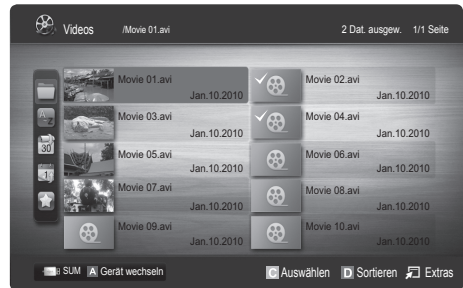 Videos /Movie 01.avi 2 Dat. ausgew. 1/1 Seite
Movie 01.avi Movie 02.avi
Jan.10.2010 Jan.10.2010
Movie 03.avi Movie 04.avi
Jan.10.2010 Jan.10.2010
Movie 05.avi Movie 06.avi
Jan.10.2010 Jan.10.2010
Movie 07.avi Movie 08.avi
Jan.10.2010 Jan.10.2010
Movie 09.avi Movie 10.avi
Jan.10.2010 Jan.10.2010
SUM A Gerät wechseln C Auswählen D Sortieren Extras